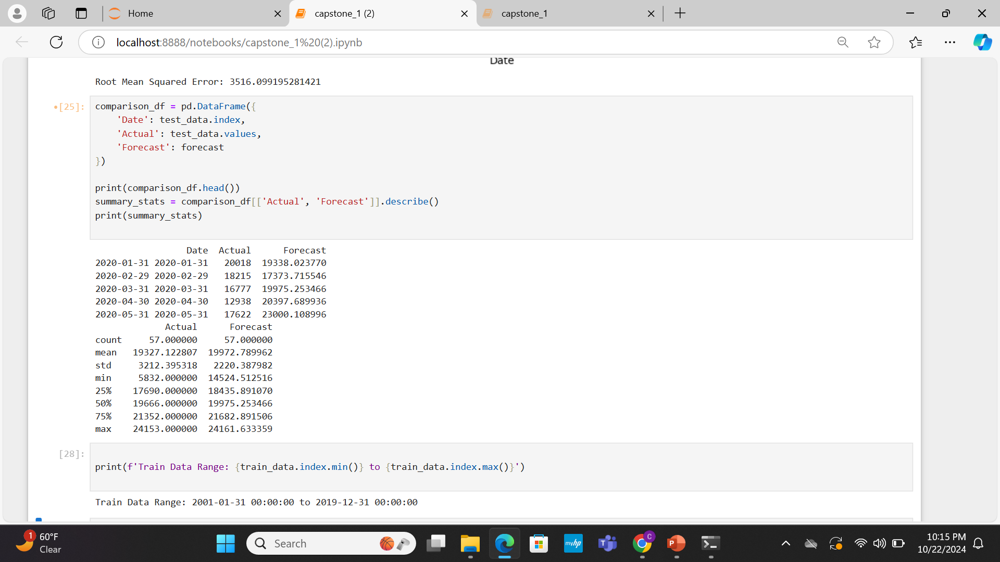 Home
capstone_1 (2)
capstone_1
localhost:8888/notebooks/capstone_1%20(2).ipynb
Date
Root Mean Squared Error: 3516.099195281421
•[25]:
comparison_df = pd.DataFrame({
    'Date': test_data.index,
    'Actual': test_data.values,
    'Forecast': forecast
})
print(comparison_df.head())
summary_stats = comparison_df[['Actual', 'Forecast']].describe()
print(summary_stats)
Date  Actual      Forecast
2020-01-31 2020-01-31   20018  19338.023770
2020-02-29 2020-02-29   18215  17373.715546
2020-03-31 2020-03-31   16777  19975.253466
2020-04-30 2020-04-30   12938  20397.689936
2020-05-31 2020-05-31   17622  23000.108996
Actual      Forecast
count     57.000000     57.000000
mean   19327.122807  19972.789962
std     3212.395318   2220.387982
min     5832.000000  14524.512516
25%    17690.000000  18435.891070
50%    19666.000000  19975.253466
75%    21352.000000  21682.891506
max    24153.000000  24161.633359
[28]:
print(f'Train Data Range: {train_data.index.min()} to {train_data.index.max()}')
Train Data Range: 2001-01-31 00:00:00 to 2019-12-31 00:00:00
1
60°F
Clear
Search
myhp
C
P
10:15 PM
10/22/2024